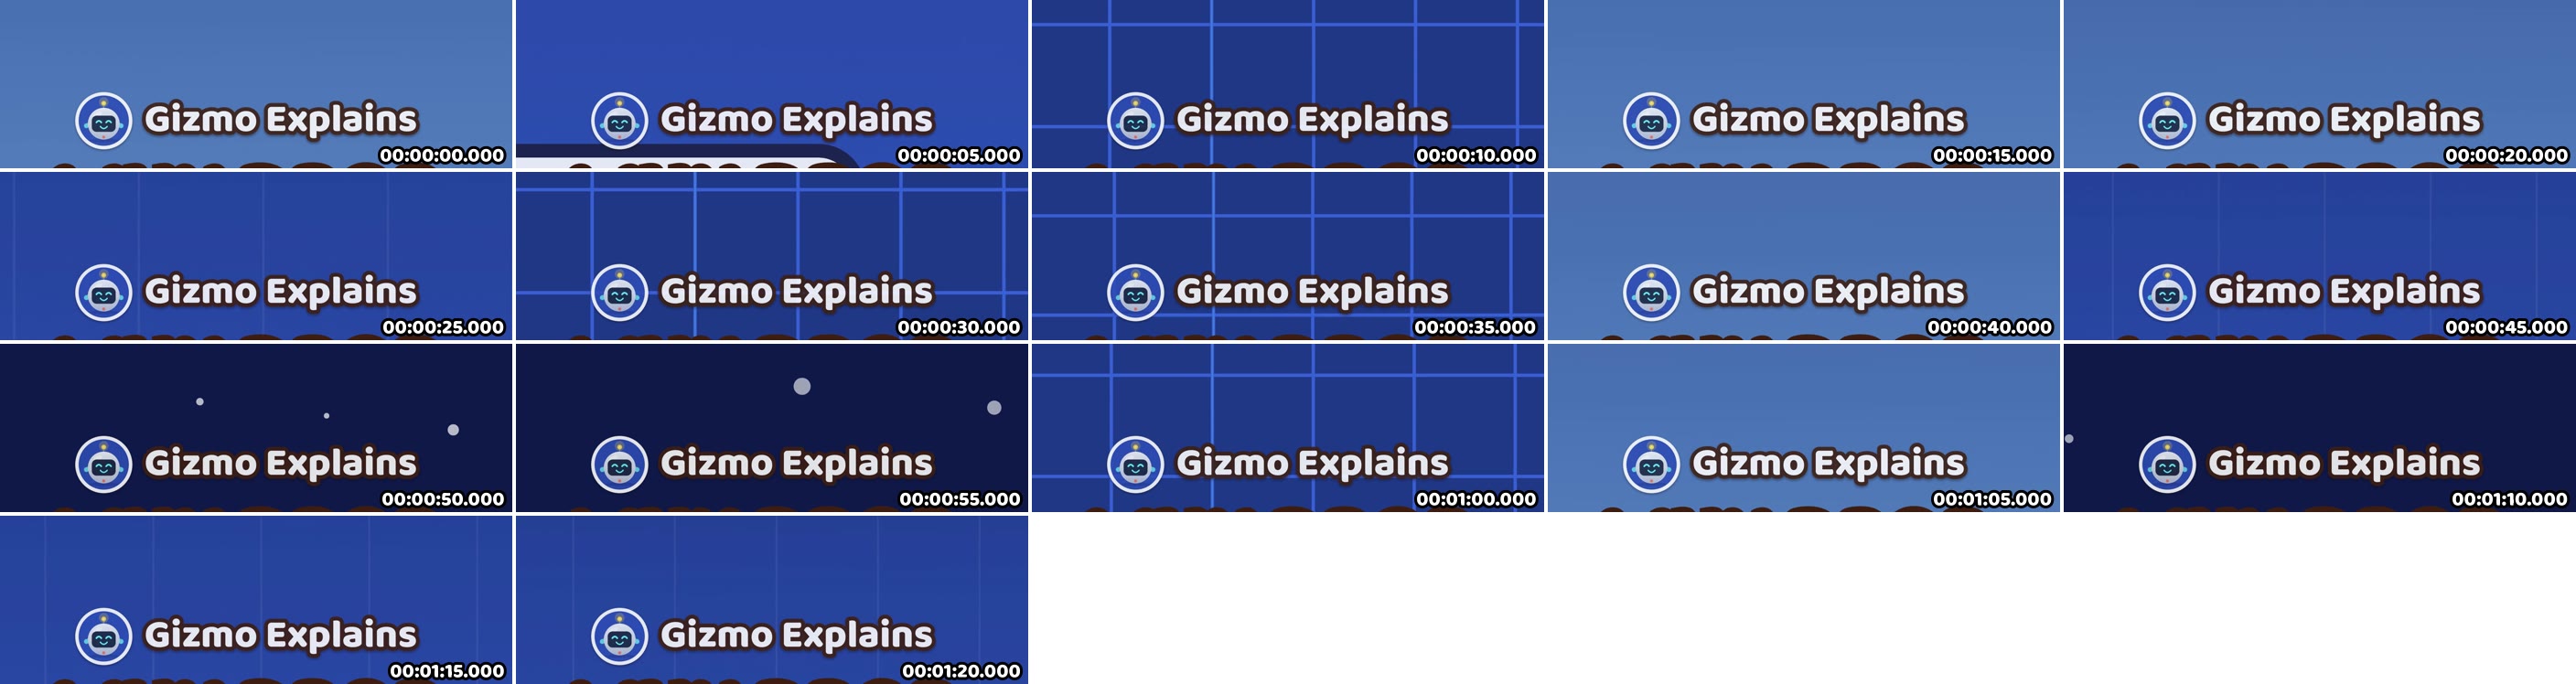 Gizmo Explains
00:00:00.000
Gizmo Explains
00:00:05.000
Gizmo Explains
00:00:10.000
Gizmo Explains
00:00:15.000
Gizmo Explains
00:00:20.000
Gizmo Explains
00:00:25.000
Gizmo Explains
00:00:30.000
Gizmo Explains
00:00:35.000
Gizmo Explains
00:00:40.000
Gizmo Explains
00:00:45.000
Gizmo Explains
00:00:50.000
Gizmo Explains
00:00:55.000
Gizmo Explains
00:01:00.000
Gizmo Explains
00:01:05.000
Gizmo Explains
00:01:10.000
Gizmo Explains
00:01:15.000
Gizmo Explains
00:01:20.000